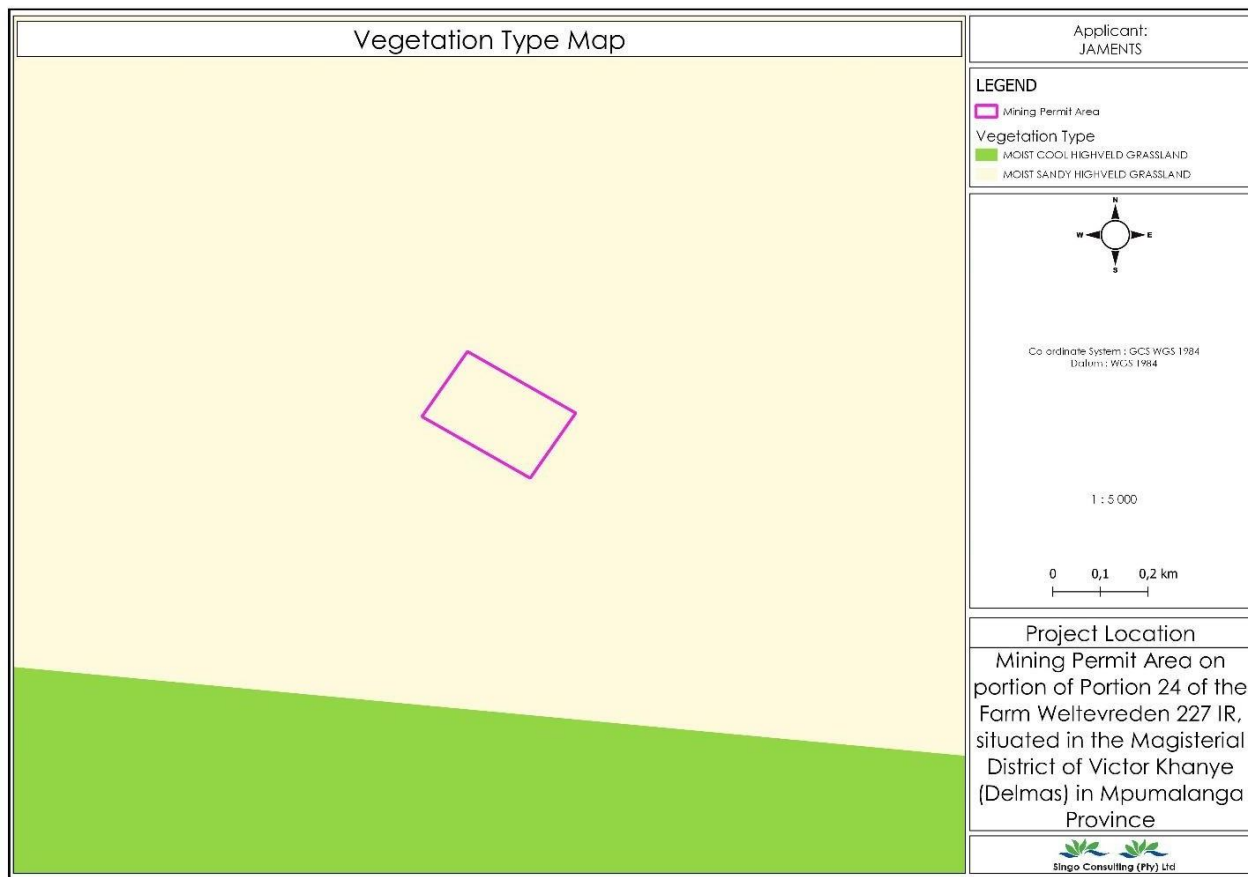 Vegetation Type Map
Applicant:
JAMENTS
LEGEND
Mining Permit Area
Vegetation Type
MOIST COOL HIGHVELD GRASSLAND
MOIST SANDY HIGHVELD GRASSLAND
N
W E
S
Co ordinate System : GCS WGS 1984
Datum : WGS 1984
1 : 5 000
0 0,1 0,2 km
Project Location
Mining Permit Area on
portion of Portion 24 of the
Farm Weltevreden 227 IR,
situated in the Magisterial
District of Victor Khanye
(Delmas) in Mpumalanga
Province
Singo Consulting (Pty) Ltd